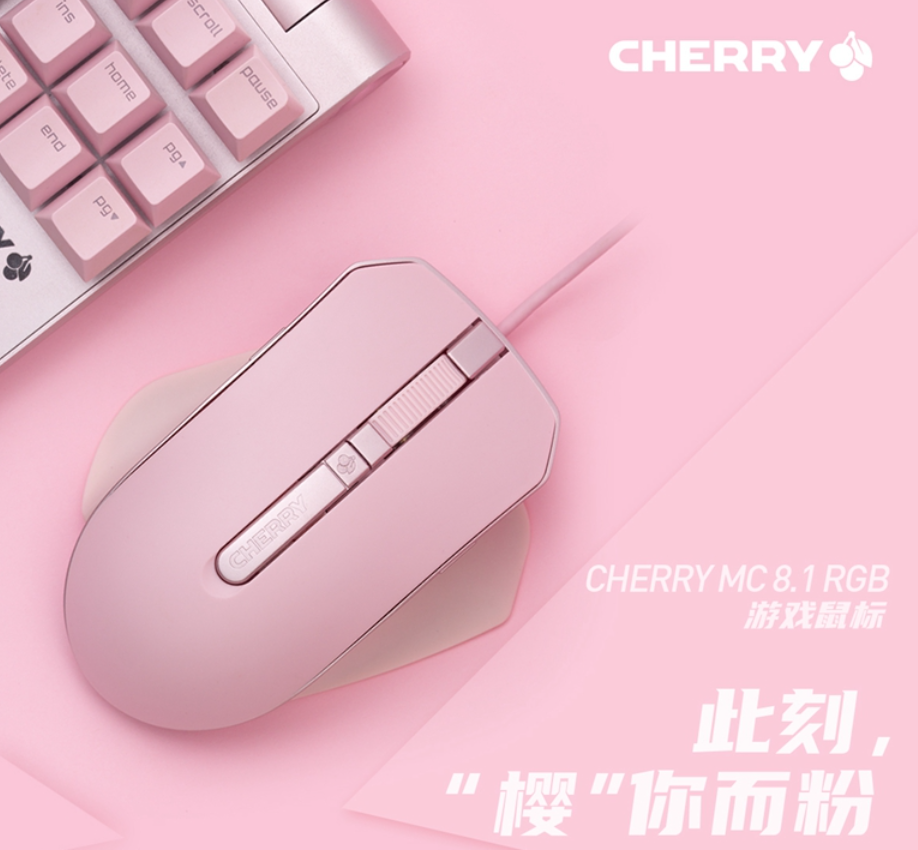 ins
scroll
lete
home
pause
end
pg▲
pg▼
CHERRY
Y
CHERRY
CHERRY MC 8.1 RGB
游戏鼠标
此刻，
“樱”你而粉